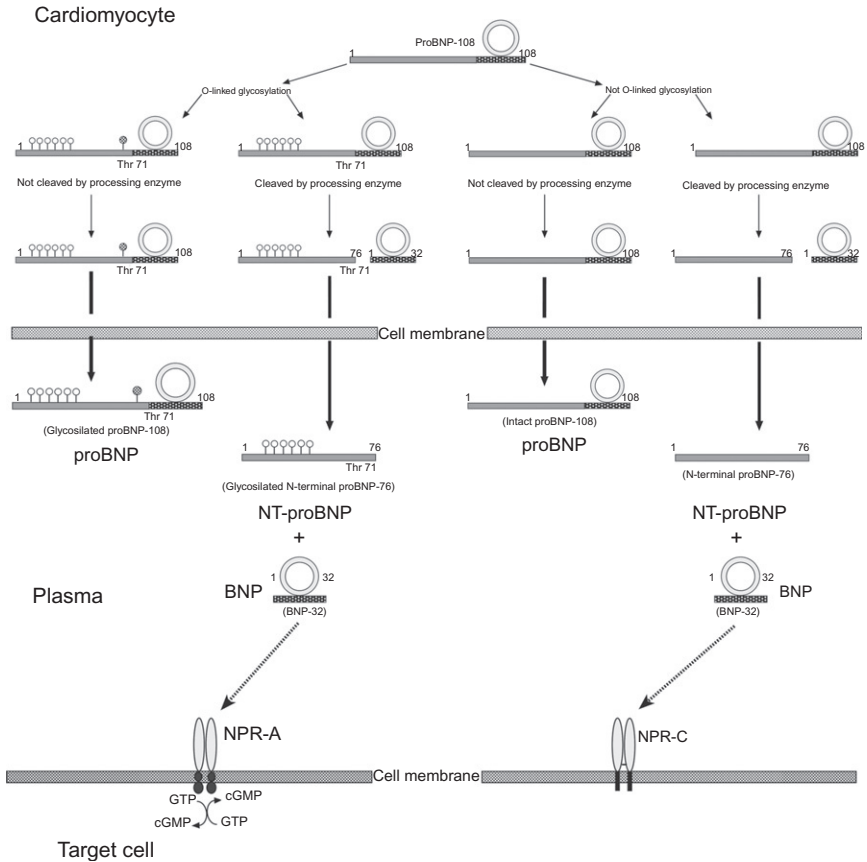 Cardiomyocyte
ProBNP-108
1 108
O-linked glycosylation
Not O-linked glycosylation
1 108 1 108 1 108 1 108
Thr 71 Thr 71
Not cleaved by processing enzyme
Cleaved by processing enzyme
Not cleaved by processing enzyme
Cleaved by processing enzyme
1 108 1 76 1 32 1 108 1 76 1 32
Thr 71 Thr 71
Cell membrane
1 108 1 108
Thr 71
(Glycosilated proBNP-108)
(Intact proBNP-108)
proBNP
proBNP
1 76 1 76
Thr 71
(Glycosilated N-terminal proBNP-76)
(N-terminal proBNP-76)
NT-proBNP
NT-proBNP
+ +
Plasma
1 32 1 32
BNP BNP
(BNP-32) (BNP-32)
NPR-A
NPR-C
Cell membrane
GTP cGMP
cGMP GTP
Target cell